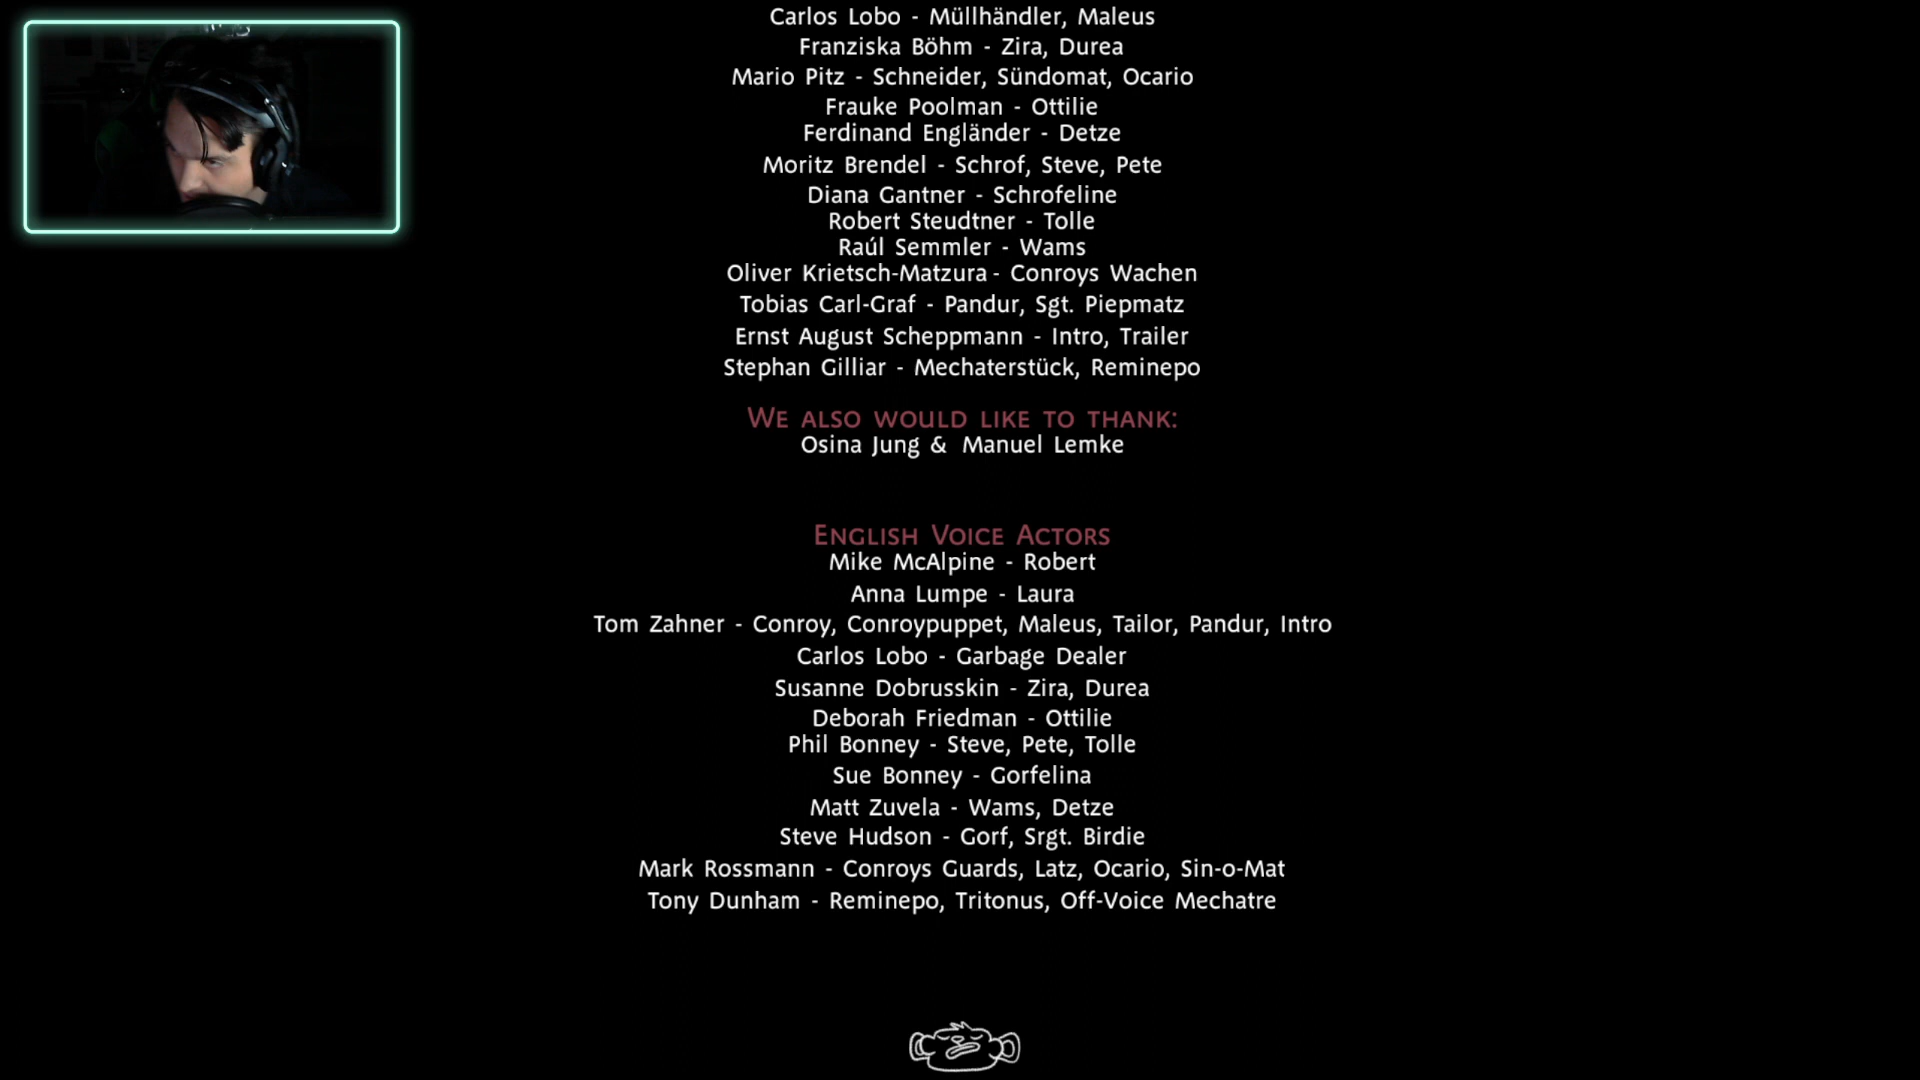 Carlos Lobo - Müllhändler, Maleus
Franziska Böhm - Zira, Durea
Mario Pitz - Schneider, Sündomat, Ocario
Frauke Poolman - Ottilie
Ferdinand Engländer - Detze
Moritz Brendel - Schrof, Steve, Pete
Diana Gantner - Schrofeline
Robert Steudtner - Tolle
Raúl Semmler - Wams
Oliver Krietsch-Matzura - Conroys Wachen
Tobias Carl-Graf - Pandur, Sgt. Piepmatz
Ernst August Scheppmann - Intro, Trailer
Stephan Gilliar - Mechaterstück, Reminepo
We also would like to thank:
Osina Jung & Manuel Lemke
English Voice Actors
Mike McAlpine - Robert
Anna Lumpe - Laura
Tom Zahner - Conroy, Conroypuppet, Maleus, Tailor, Pandur, Intro
Carlos Lobo - Garbage Dealer
Susanne Dobrusskin - Zira, Durea
Deborah Friedman - Ottilie
Phil Bonney - Steve, Pete, Tolle
Sue Bonney - Gorfelina
Matt Zuvela - Wams, Detze
Steve Hudson - Gorf, Srgt. Birdie
Mark Rossmann - Conroys Guards, Latz, Ocario, Sin-o-Mat
Tony Dunham - Reminepo, Tritonus, Off-Voice Mechatre